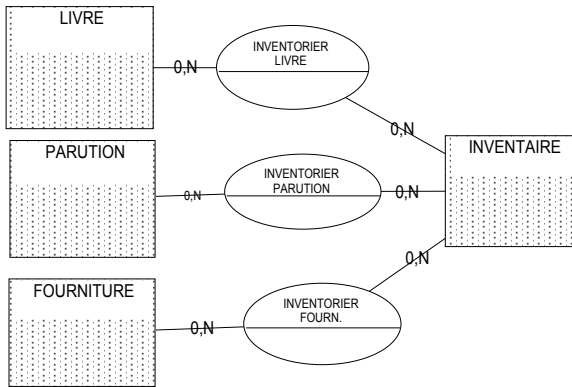 LIVRE
INVENTORIER
LIVRE
0,N
0,N
PARUTION
INVENTORIER
PARUTION
INVENTAIRE
0,N
0,N
FOURNITURE
INVENTORIER
FOURN.
0,N
0,N